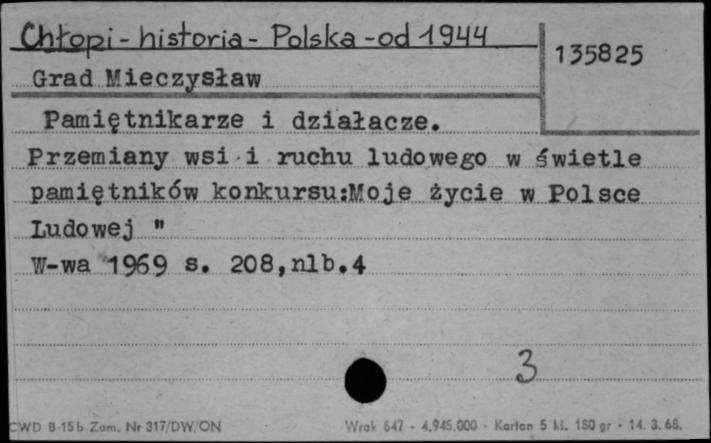 Chłopi - historia - Polska - od 1944
135825
Grad Mieczysław
Pamiętnikarze i działacze.
Przemiany wsi i ruchu ludowego w świetle
pamiętników konkursu:Moje życie w Polsce
Ludowej "
W-wa 1969 s. 208,nlb.4
3
CWD B-15b Zam. Nr 317/DW/ON
Wrak 647 - 4.945.000 - Karton 5 kl. 180 gr - 14. 3. 68.